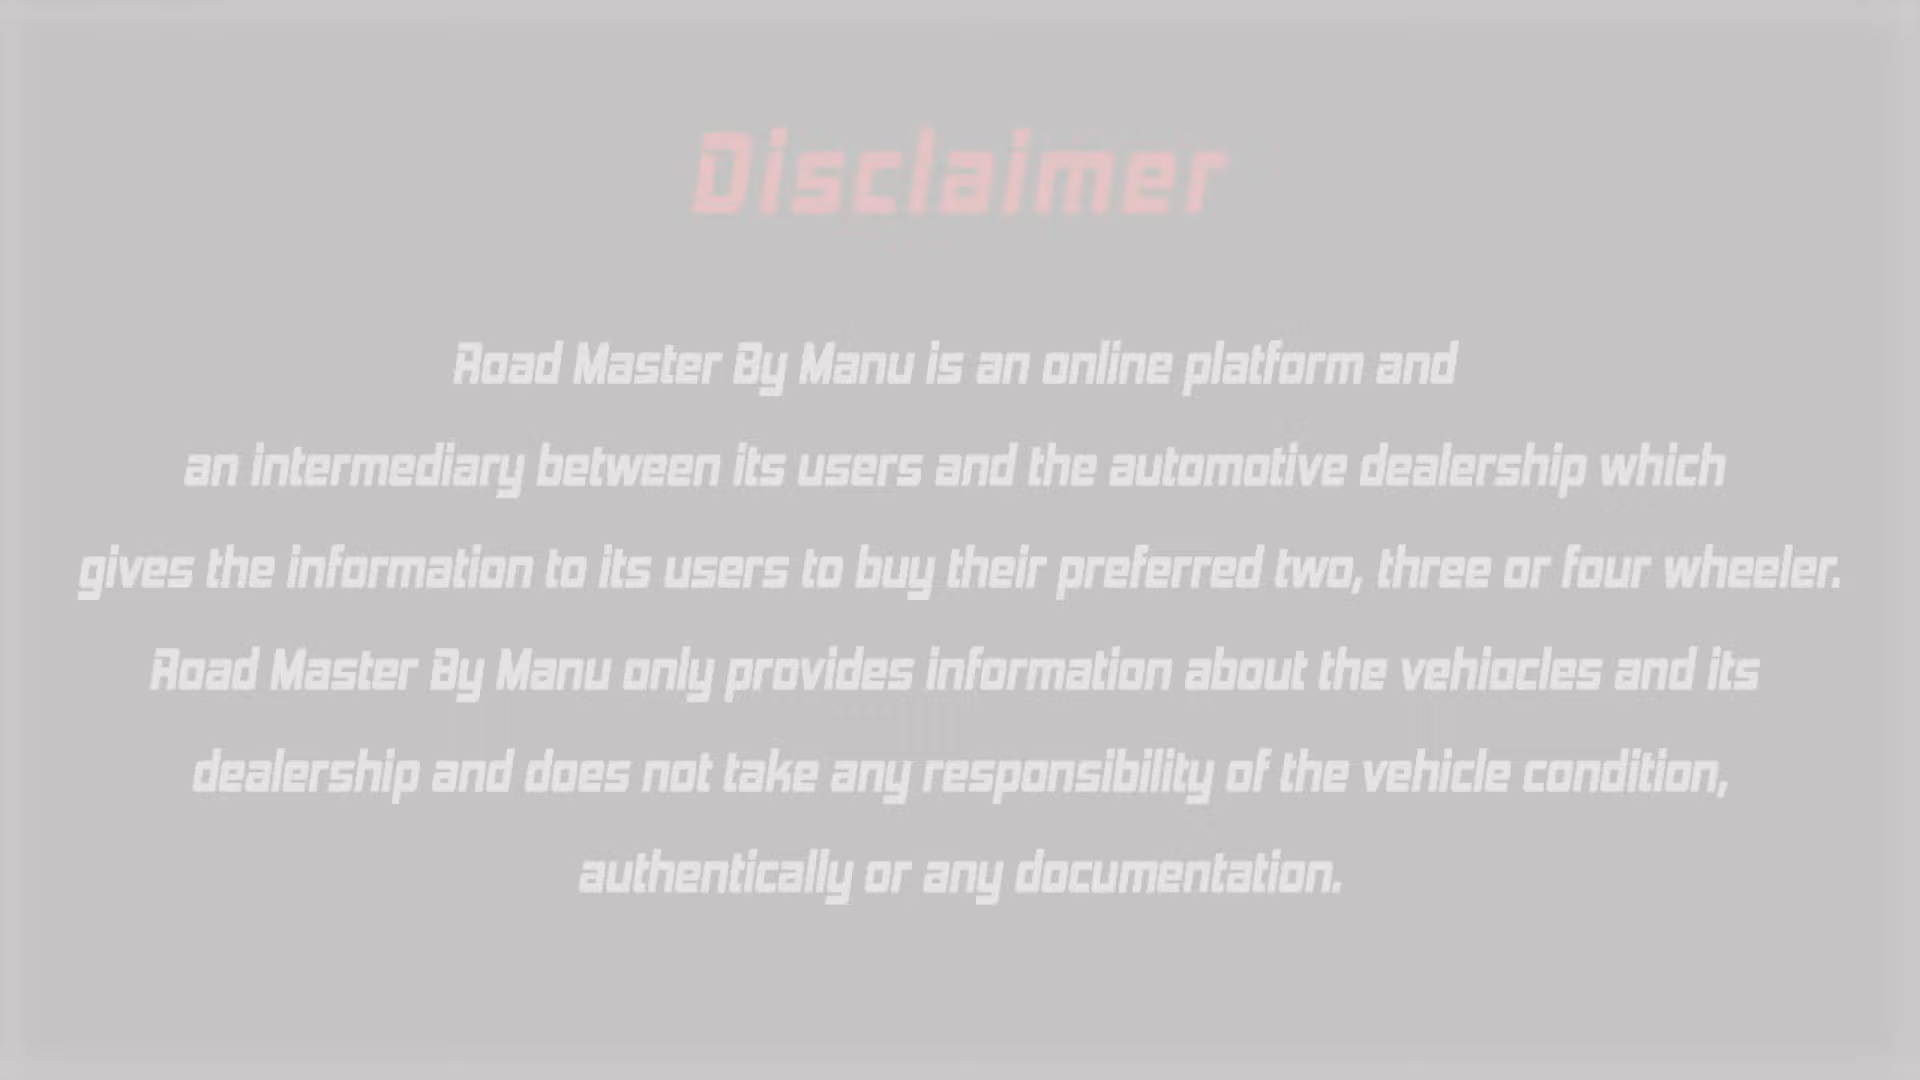 Disclaimer
Road Master By Manu is an online platform and
an intermediary between its users and the automotive dealership which
gives the information to its users to buy their preferred two, three or four wheeler.
Road Master By Manu only provides information about the vehiocles and its
dealership and does not take any responsibility of the vehicle condition,
authentically or any documentation.